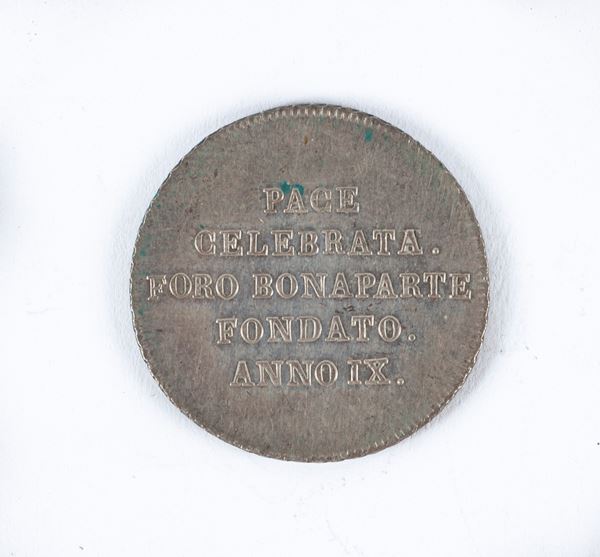 PACE
CELEBRATA.
FORO BONAPARTE
FONDATO.
ANNO IX.